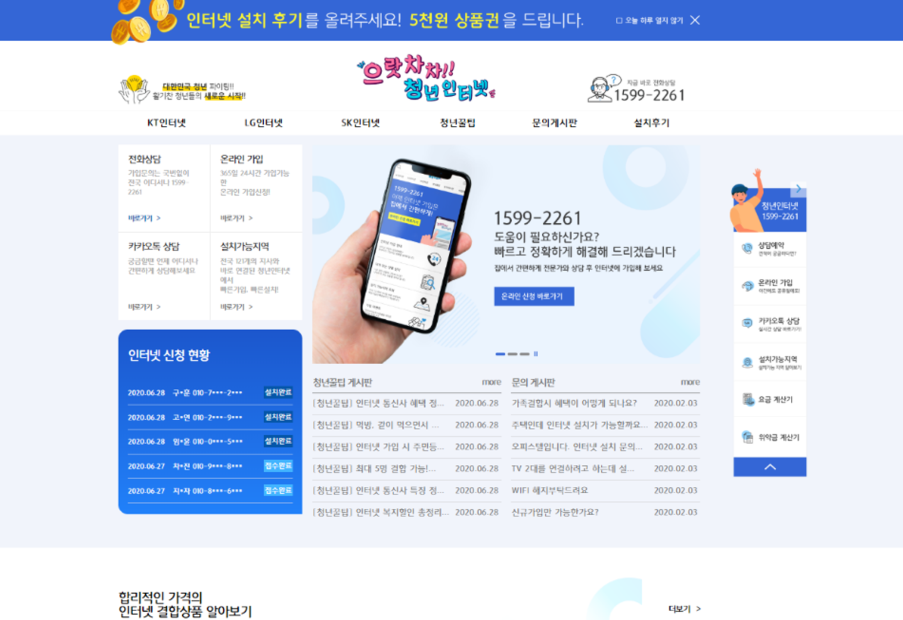 인터넷 설치 후기를 올려주세요! 5천원 상품권을 드립니다.
오늘 하루 열지 않기
대한민국 청년 파이팅!!
활기찬 청년들의 새로운 시작!!
으랏차차!!
청년인터넷
지금 바로 전화상담
1599-2261
KT인터넷
LG인터넷
SK인터넷
청년꿀팁
문의게시판
설치후기
전화상담
가입문의는 국번없이
전국 어디서나 1599-
2261
바로가기 >
온라인 가입
365일 24시간 가입가능
한
온라인 가입신청!
바로가기 >
카카오톡 상담
궁금할땐 언제 어디서나
간편하게 상담해보세요
바로가기 >
설치가능지역
전국 모든 지사와
바로 연결된 청년인터넷
에서
빠른가입, 빠른설치!
바로가기 >
인터넷 신청 현황
2020.06.28 구*운 010-7***-2*** 설치완료
2020.06.28 고*연 010-2***-9*** 설치완료
2020.06.28 임*윤 010-0***-5*** 설치완료
2020.06.27 차*진 010-9***-8*** 접수완료
2020.06.27 지*자 010-8***-6*** 접수완료
1599-2261
1599-2261
도움이 필요하신가요?
빠르고 정확하게 해결해 드리겠습니다
집에서 간편하게 전문가와 상담 후 인터넷에 가입해 보세요
온라인 신청 바로가기
청년꿀팁 게시판
more
[청년꿀팁] 인터넷 통신사 혜택 정... 2020.06.28
[청년꿀팁] 먹방, 같이 먹으면서 ... 2020.06.28
[청년꿀팁] 인터넷 가입 시 주변등... 2020.06.28
[청년꿀팁] 최대 5명 결합 가능!... 2020.06.28
[청년꿀팁] 인터넷 통신사 특징 정... 2020.06.28
[청년꿀팁] 인터넷 복지할인 총정리... 2020.06.28
문의 게시판
more
가족결합시 혜택이 어떻게 되나요? 2020.02.03
주택인데 인터넷 설치가 가능할까요... 2020.02.03
오피스텔입니다. 인터넷 설치 문의... 2020.02.03
TV 2대를 연결하려고 하는데 설... 2020.02.03
WIFI 해지부탁드려요 2020.02.03
신규가입만 가능한가요? 2020.02.03
청년인터넷
1599-2261
상담예약
온라인 가입
카카오톡 상담
설치가능지역
요금 계산기
위약금 계산기
합리적인 가격의
인터넷 결합상품 알아보기
더보기 >